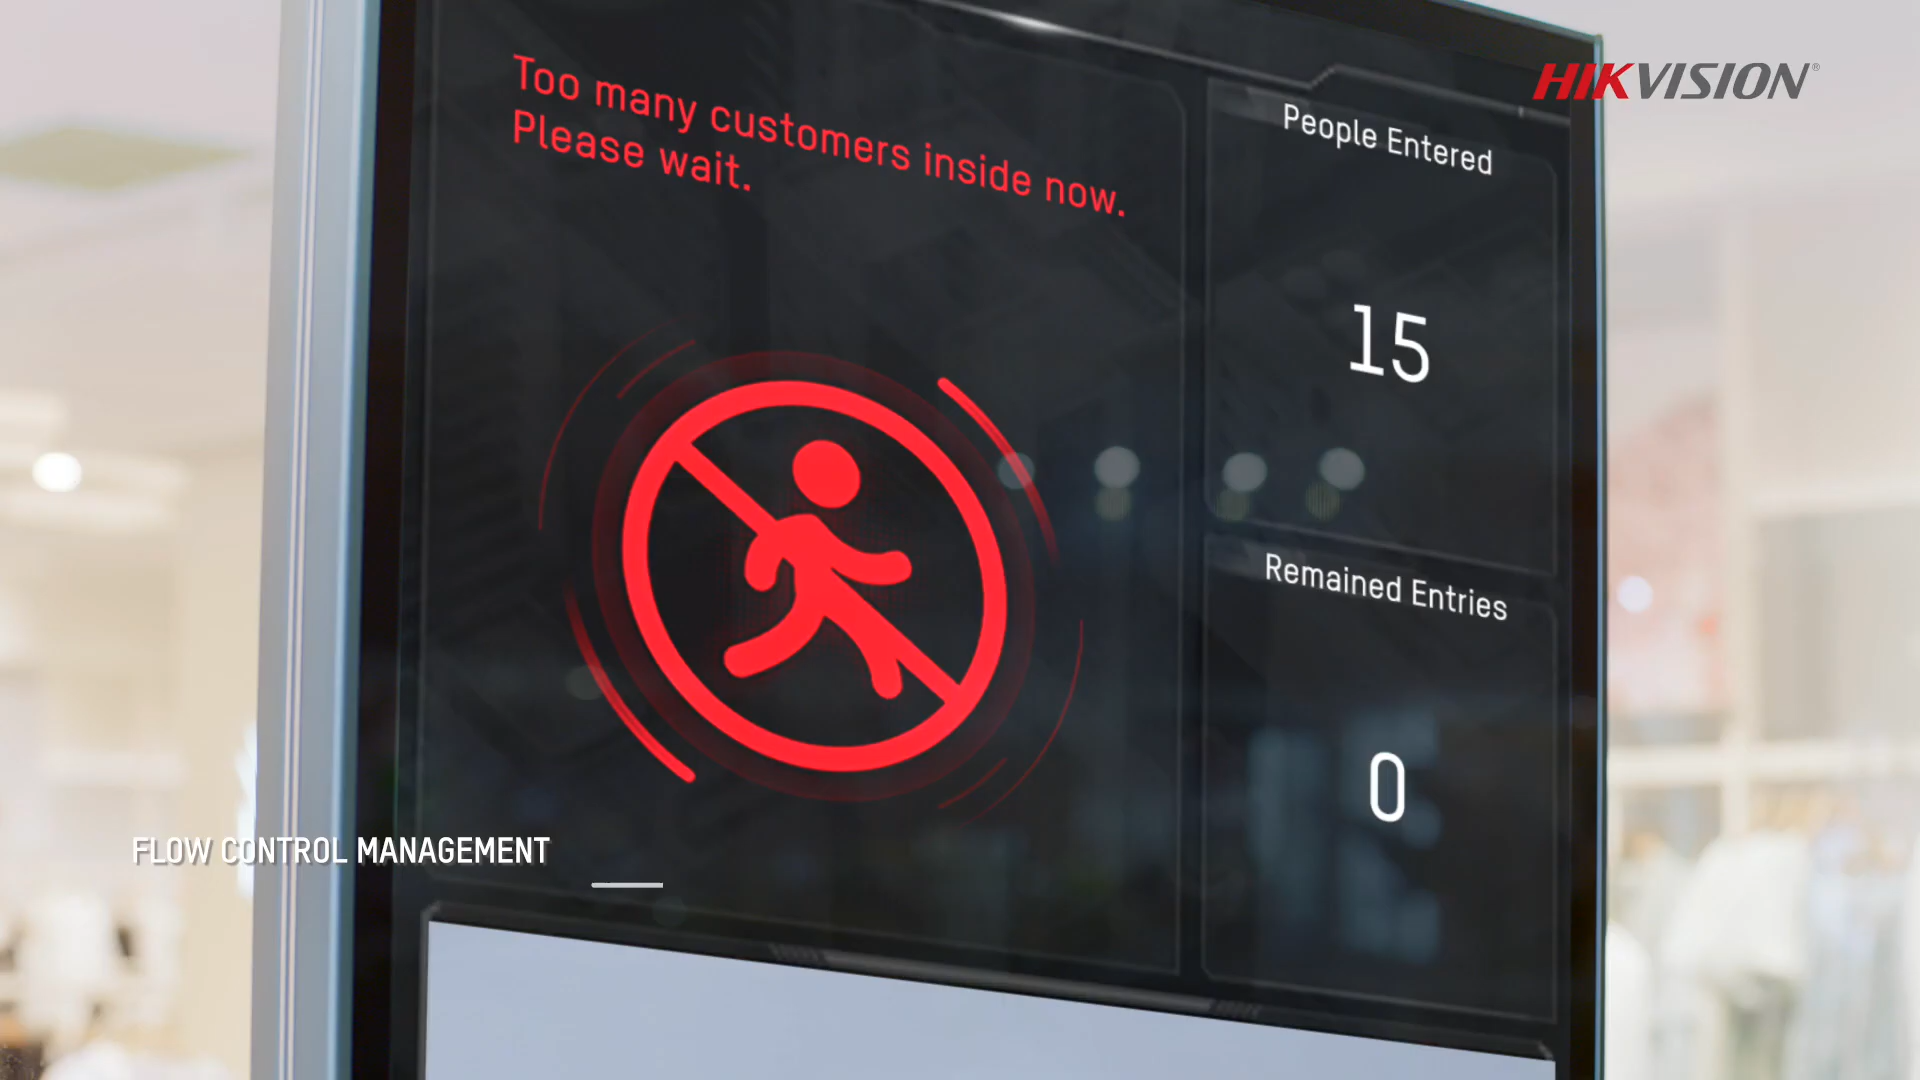 HIKVISION®
Too many customers inside now.
Please wait.
People Entered
15
Remained Entries
0
FLOW CONTROL MANAGEMENT